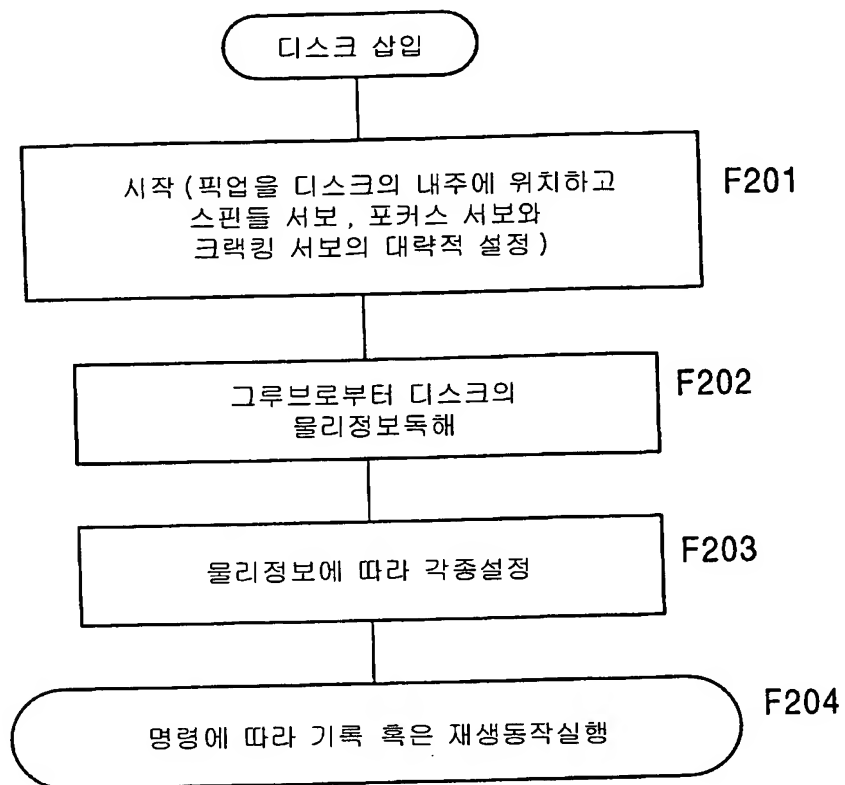 디스크 삽입
시작 (픽업을 디스크의 내주에 위치하고
스핀들 서보 , 포커스 서보와
크랙킹 서보의 대략적 설정 )
F201
그루브로부터 디스크의
물리정보독해
F202
물리정보에 따라 각종설정
F203
명령에 따라 기록 혹은 재생동작실행
F204